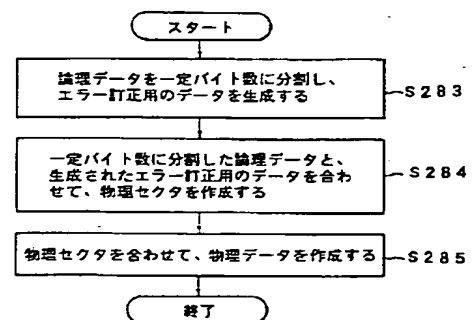 スタート
論理データを一定バイト数に分割し、
エラー訂正用のデータを生成する
S283
一定バイト数に分割した論理データと、
生成されたエラー訂正用のデータを合わ
せて、物理セクタを作成する
S284
物理セクタを合わせて、物理データを作成する
S285
終了